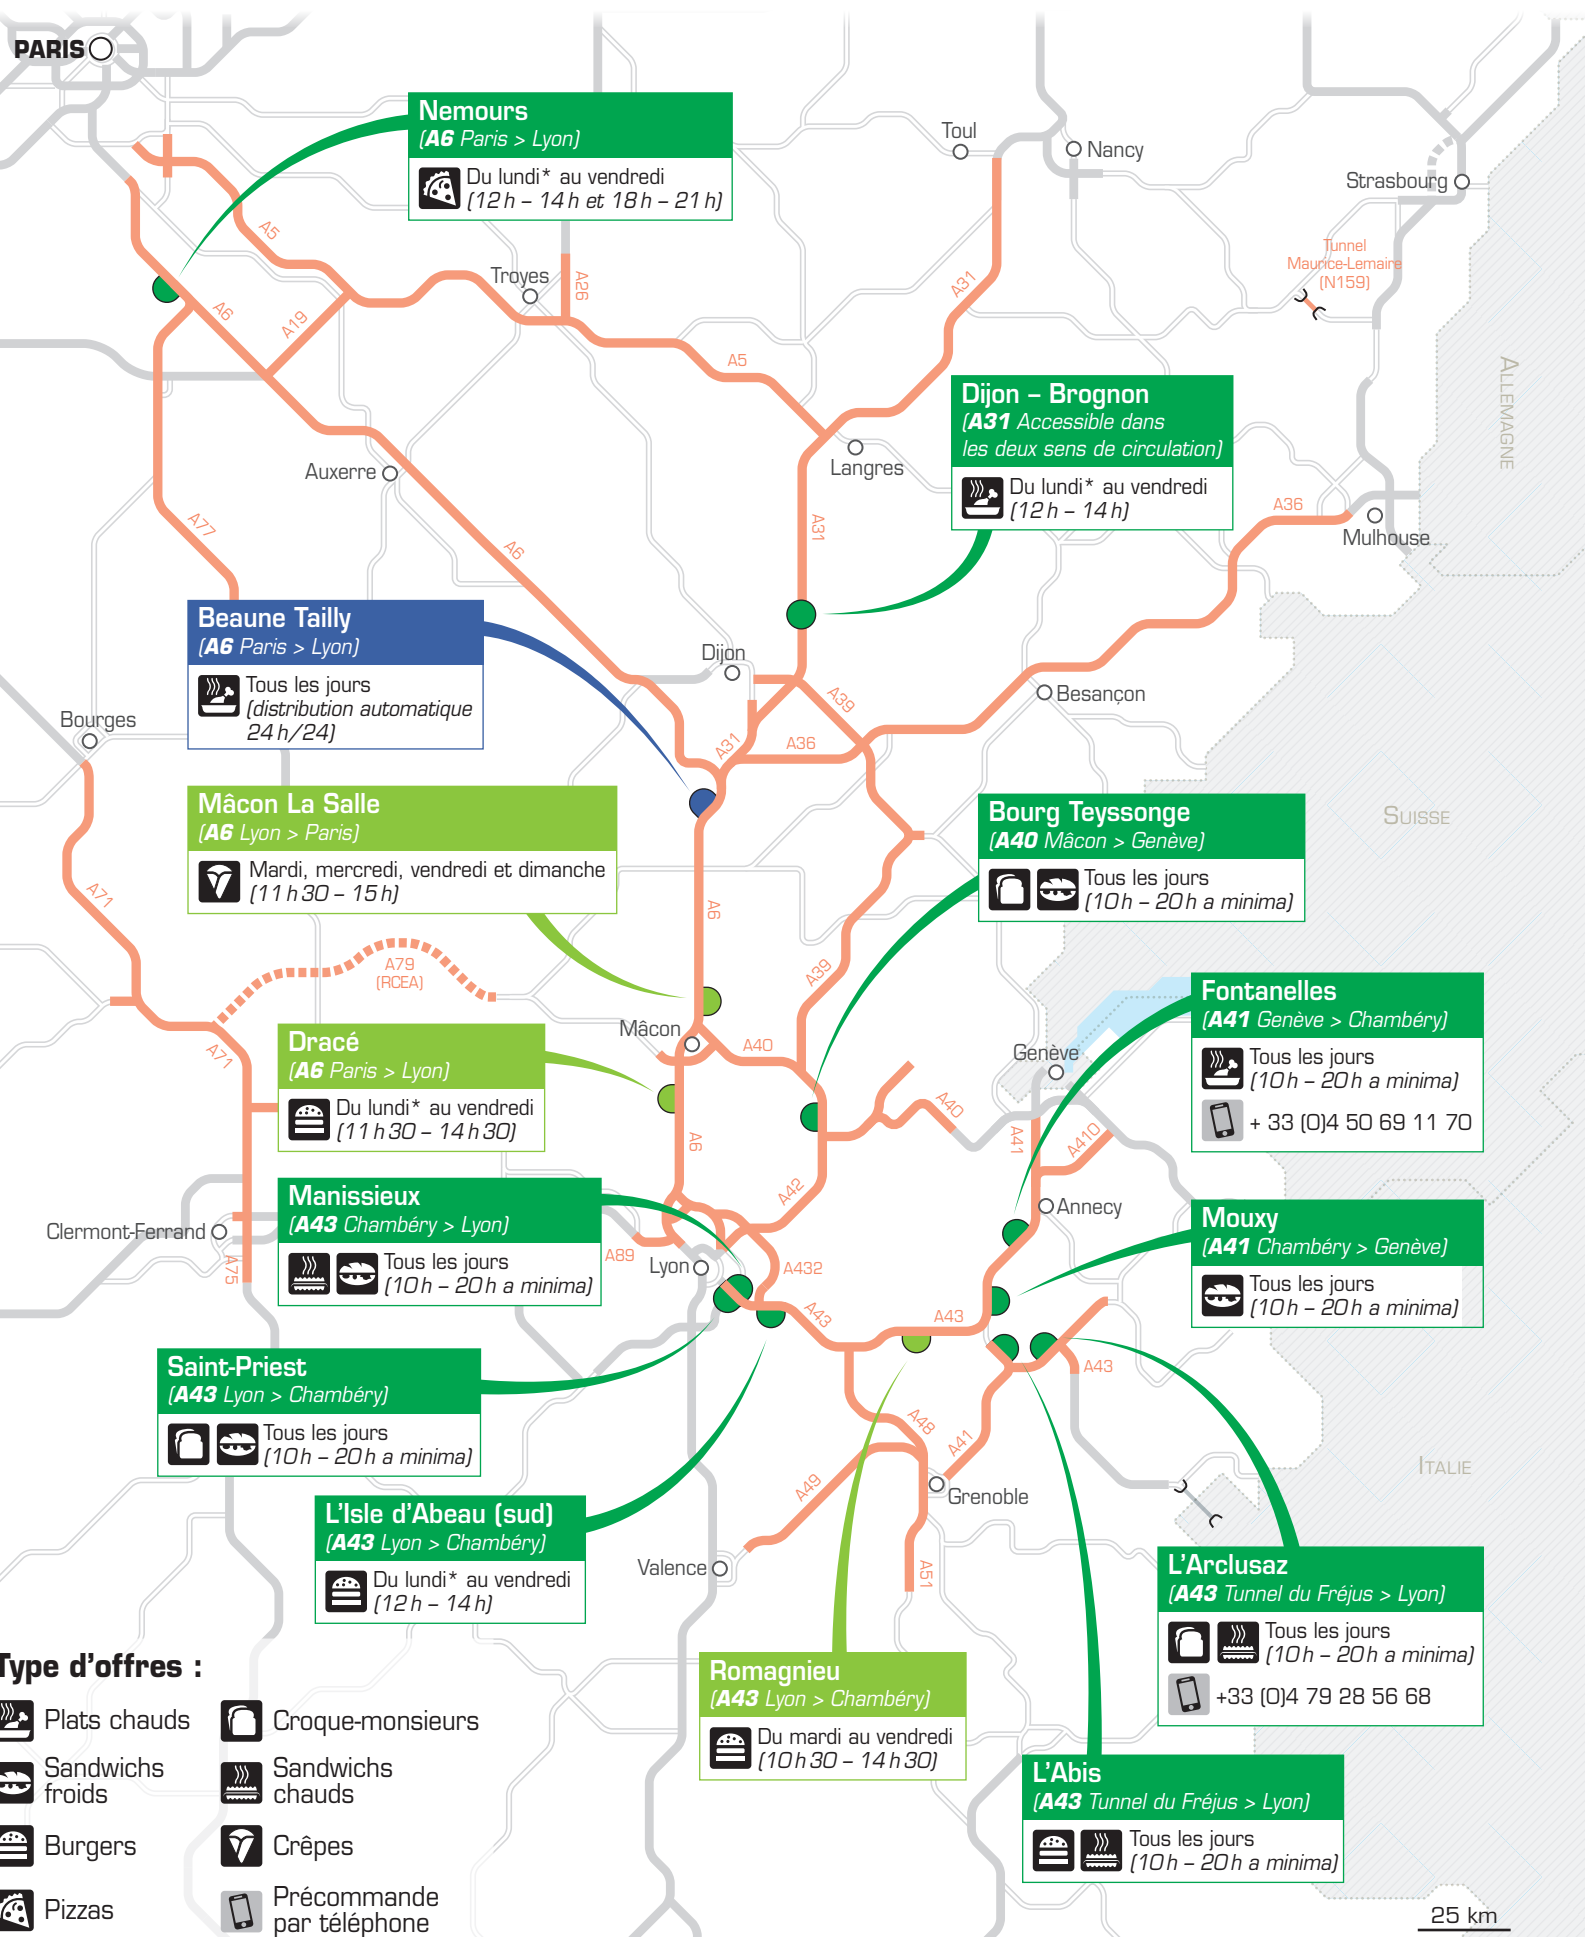 PARIS
Nemours
(A6 Paris > Lyon)
Du lundi* au vendredi
(12 h – 14 h et 18 h – 21 h)
Toul
Nancy
Strasbourg
Tunnel
Maurice-Lemaire
(N159)
A5
Troyes
A26
A31
A6
A19
A5
ALLEMAGNE
Dijon – Brognon
(A31 Accessible dans
les deux sens de circulation)
Du lundi* au vendredi
(12 h – 14 h)
Auxerre
Langres
A36
Mulhouse
A77
A6
A31
Beaune Tailly
(A6 Paris > Lyon)
Tous les jours
(distribution automatique
24 h/24)
Dijon
A39
Besançon
Bourges
A31
A36
Mâcon La Salle
(A6 Lyon > Paris)
Mardi, mercredi, vendredi et dimanche
(11 h 30 – 15 h)
Bourg Teyssonge
(A40 Mâcon > Genève)
Tous les jours
(10 h – 20 h a minima)
SUISSE
A71
A6
A79
(RCEA)
A39
Fontanelles
(A41 Genève > Chambéry)
Tous les jours
(10 h – 20 h a minima)
+ 33 (0)4 50 69 11 70
Mâcon
A40
Genève
A71
Dracé
(A6 Paris > Lyon)
Du lundi* au vendredi
(11 h 30 – 14 h 30)
A6
A40
A41
A410
Manissieux
(A43 Chambéry > Lyon)
Tous les jours
(10 h – 20 h a minima)
A42
Annecy
Mouxy
(A41 Chambéry > Genève)
Tous les jours
(10 h – 20 h a minima)
Clermont-Ferrand
A75
A89
Lyon
A432
A43
A43
A43
Saint-Priest
(A43 Lyon > Chambéry)
Tous les jours
(10 h – 20 h a minima)
A48
A41
A49
ITALIE
Grenoble
L'Isle d'Abeau (sud)
(A43 Lyon > Chambéry)
Du lundi* au vendredi
(12 h – 14 h)
Valence
A51
L'Arclusaz
(A43 Tunnel du Fréjus > Lyon)
Tous les jours
(10 h – 20 h a minima)
+33 (0)4 79 28 56 68
Romagnieu
(A43 Lyon > Chambéry)
Du mardi au vendredi
(10 h 30 – 14 h 30)
L'Abis
(A43 Tunnel du Fréjus > Lyon)
Tous les jours
(10 h – 20 h a minima)
Type d'offres :
Plats chauds
Croque-monsieurs
Sandwichs
froids
Sandwichs
chauds
Burgers
Crêpes
Pizzas
Précommande
par téléphone
25 km